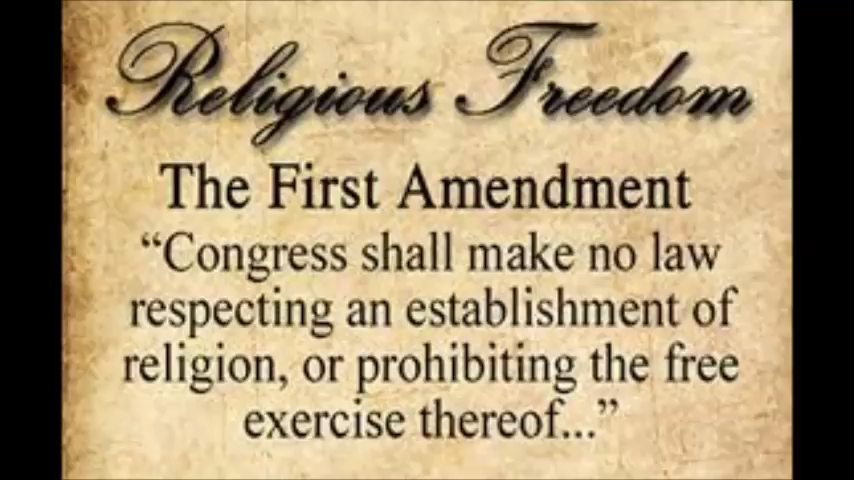 Religious Freedom
The First Amendment
“Congress shall make no law
respecting an establishment of
religion, or prohibiting the free
exercise thereof...”